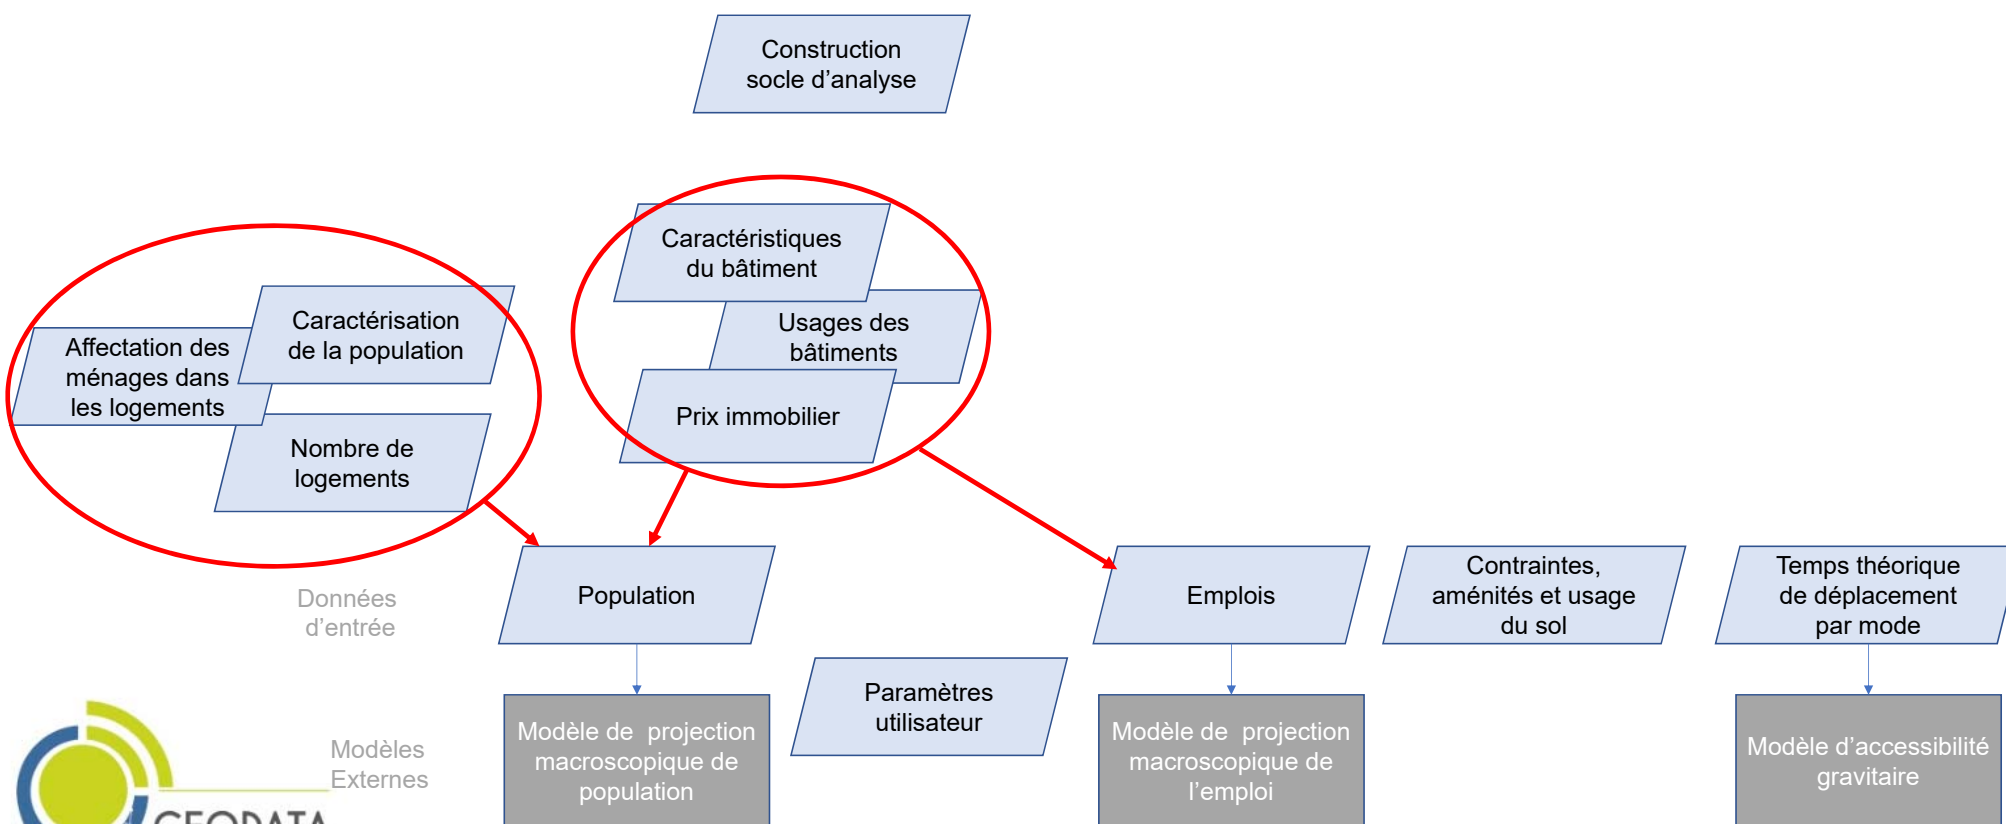 Construction
socle d’analyse
Caractéristiques
du bâtiment
Usages des
bâtiments
Prix immobilier
Caractérisation
de la population
Affectation des
ménages dans
les logements
Nombre de
logements
Données
d’entrée
Population
Emplois
Contraintes,
aménités et usage
du sol
Temps théorique
de déplacement
par mode
Paramètres
utilisateur
Modèles
Externes
Modèle de  projection
macroscopique de
population
Modèle de  projection
macroscopique de
l’emploi
Modèle d’accessibilité
gravitaire
GEODATA